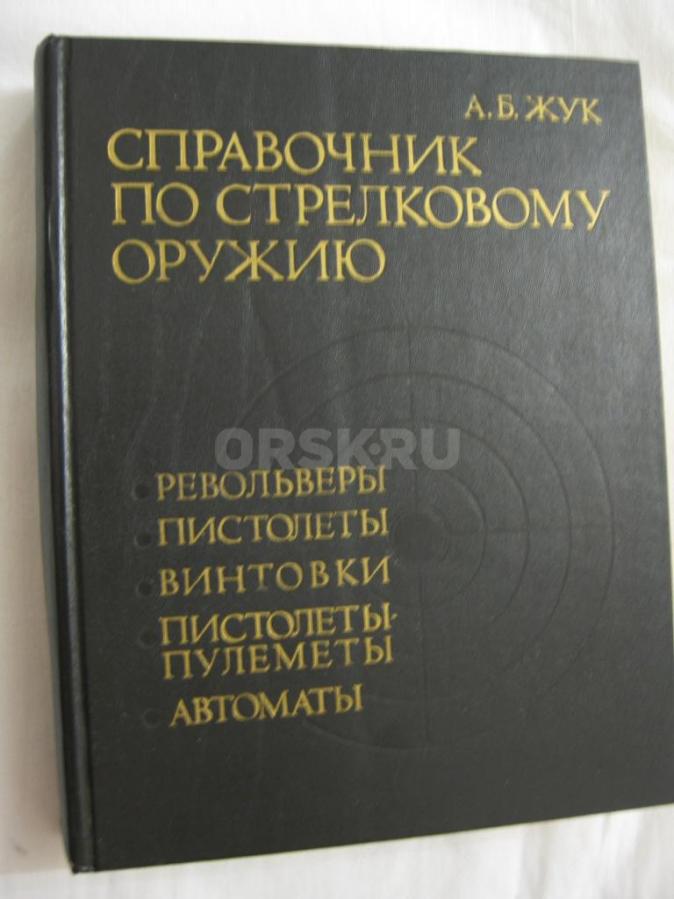 А.Б. ЖУК
СПРАВОЧНИК
ПО СТРЕЛКОВОМУ
ОРУЖИЮ
ORSK.RU
РЕВОЛЬВЕРЫ
ПИСТОЛЕТЫ
ВИНТОВКИ
ПИСТОЛЕТЫ-
ПУЛЕМЕТЫ
АВТОМАТЫ